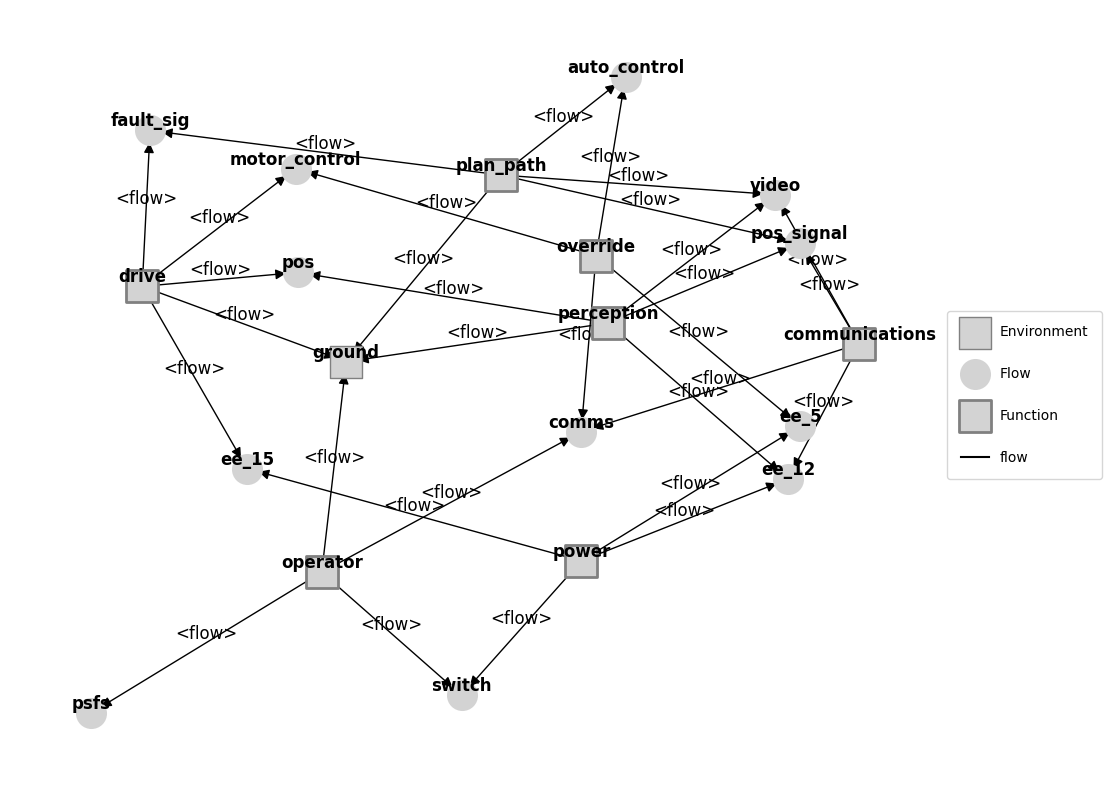 auto_control
<flow>
fault_sig
<flow>
motor_control
<flow>
plan_path
<flow>
video
<flow>
<flow>
<flow>
<flow>
pos_signal
override
<flow>
<flow>
<flow>
pos
<flow>
<flow>
drive
<flow>
<flow>
<flow>
perception
<flow>
<flow>
<flow>
communications
ground
<flow>
<flow>
<flow>
<flow>
ee_5
comms
<flow>
ee_15
ee_12
<flow>
<flow>
<flow>
<flow>
power
operator
<flow>
<flow>
<flow>
switch
psfs
Environment
Flow
Function
flow